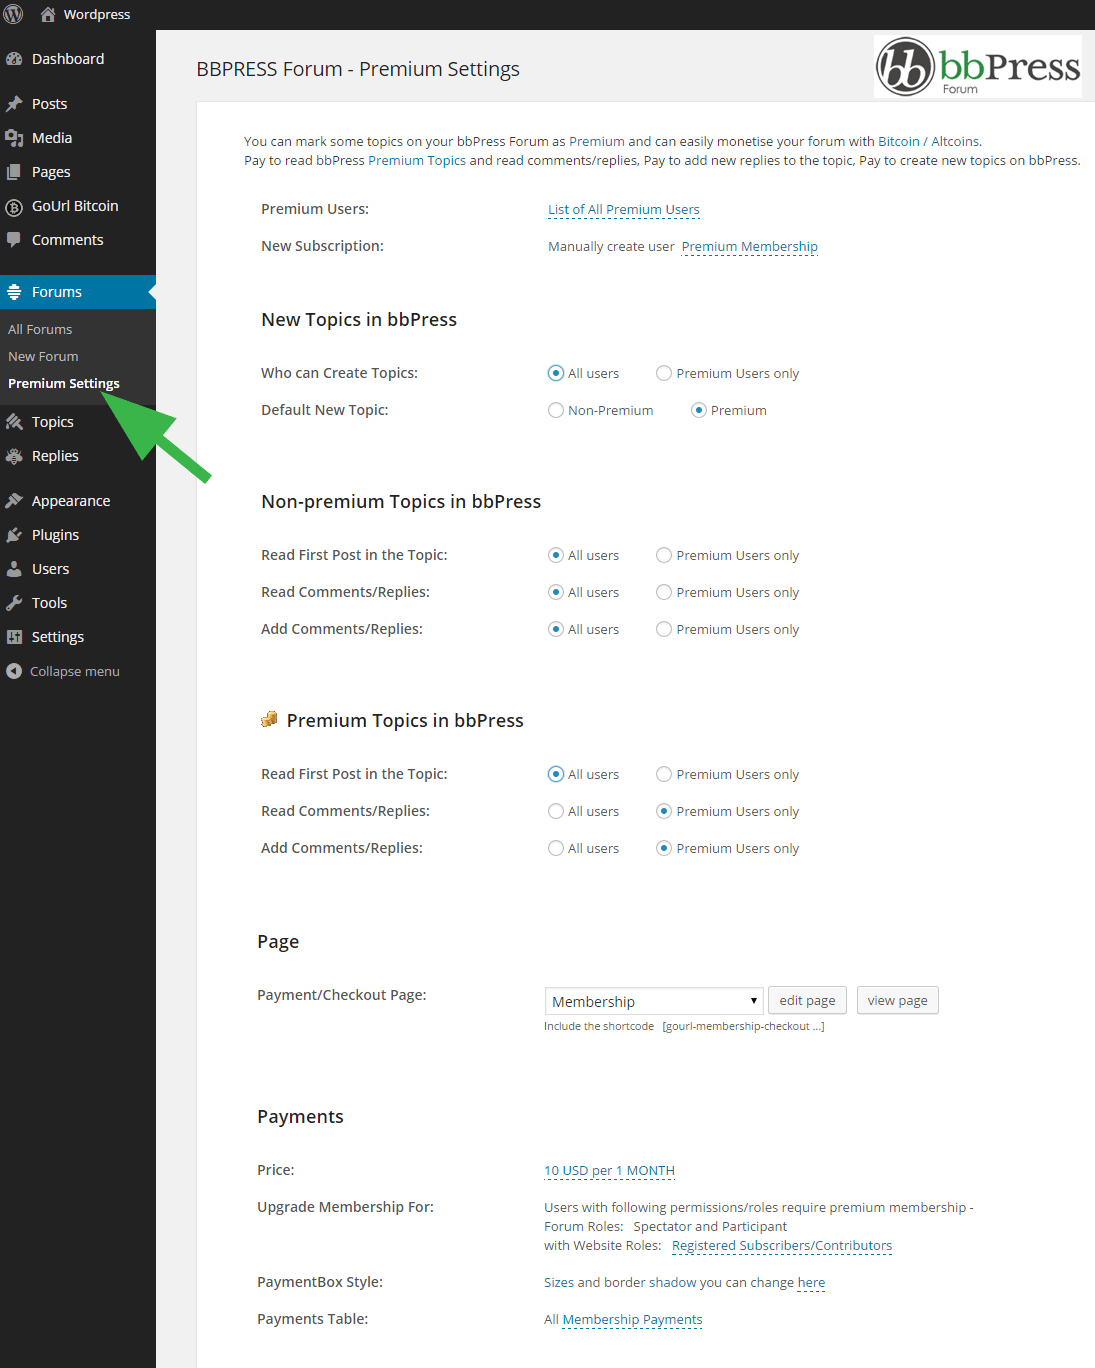 Wordpress
Dashboard
Posts
Media
Pages
GoUrl Bitcoin
Comments
Forums
All Forums
New Forum
Premium Settings
Topics
Replies
Appearance
Plugins
Users
Tools
Settings
Collapse menu
BBPRESS Forum - Premium Settings
bb bbPress
Forum
You can mark some topics on your bbPress Forum as Premium and can easily monetise your forum with Bitcoin / Altcoins.
Pay to read bbPress Premium Topics and read comments/replies, Pay to add new replies to the topic, Pay to create new topics on bbPress.
Premium Users: List of All Premium Users
New Subscription: Manually create user Premium Membership
New Topics in bbPress
Who can Create Topics: All users Premium Users only
Default New Topic: Non-Premium Premium
Non-premium Topics in bbPress
Read First Post in the Topic: All users Premium Users only
Read Comments/Replies: All users Premium Users only
Add Comments/Replies: All users Premium Users only
Premium Topics in bbPress
Read First Post in the Topic: All users Premium Users only
Read Comments/Replies: All users Premium Users only
Add Comments/Replies: All users Premium Users only
Page
Payment/Checkout Page: Membership edit page view page
Include the shortcode [gourl-membership-checkout ...]
Payments
Price: 10 USD per 1 MONTH
Upgrade Membership For: Users with following permissions/roles require premium membership -
Forum Roles: Spectator and Participant
with Website Roles: Registered Subscribers/Contributors
PaymentBox Style: Sizes and border shadow you can change here
Payments Table: All Membership Payments